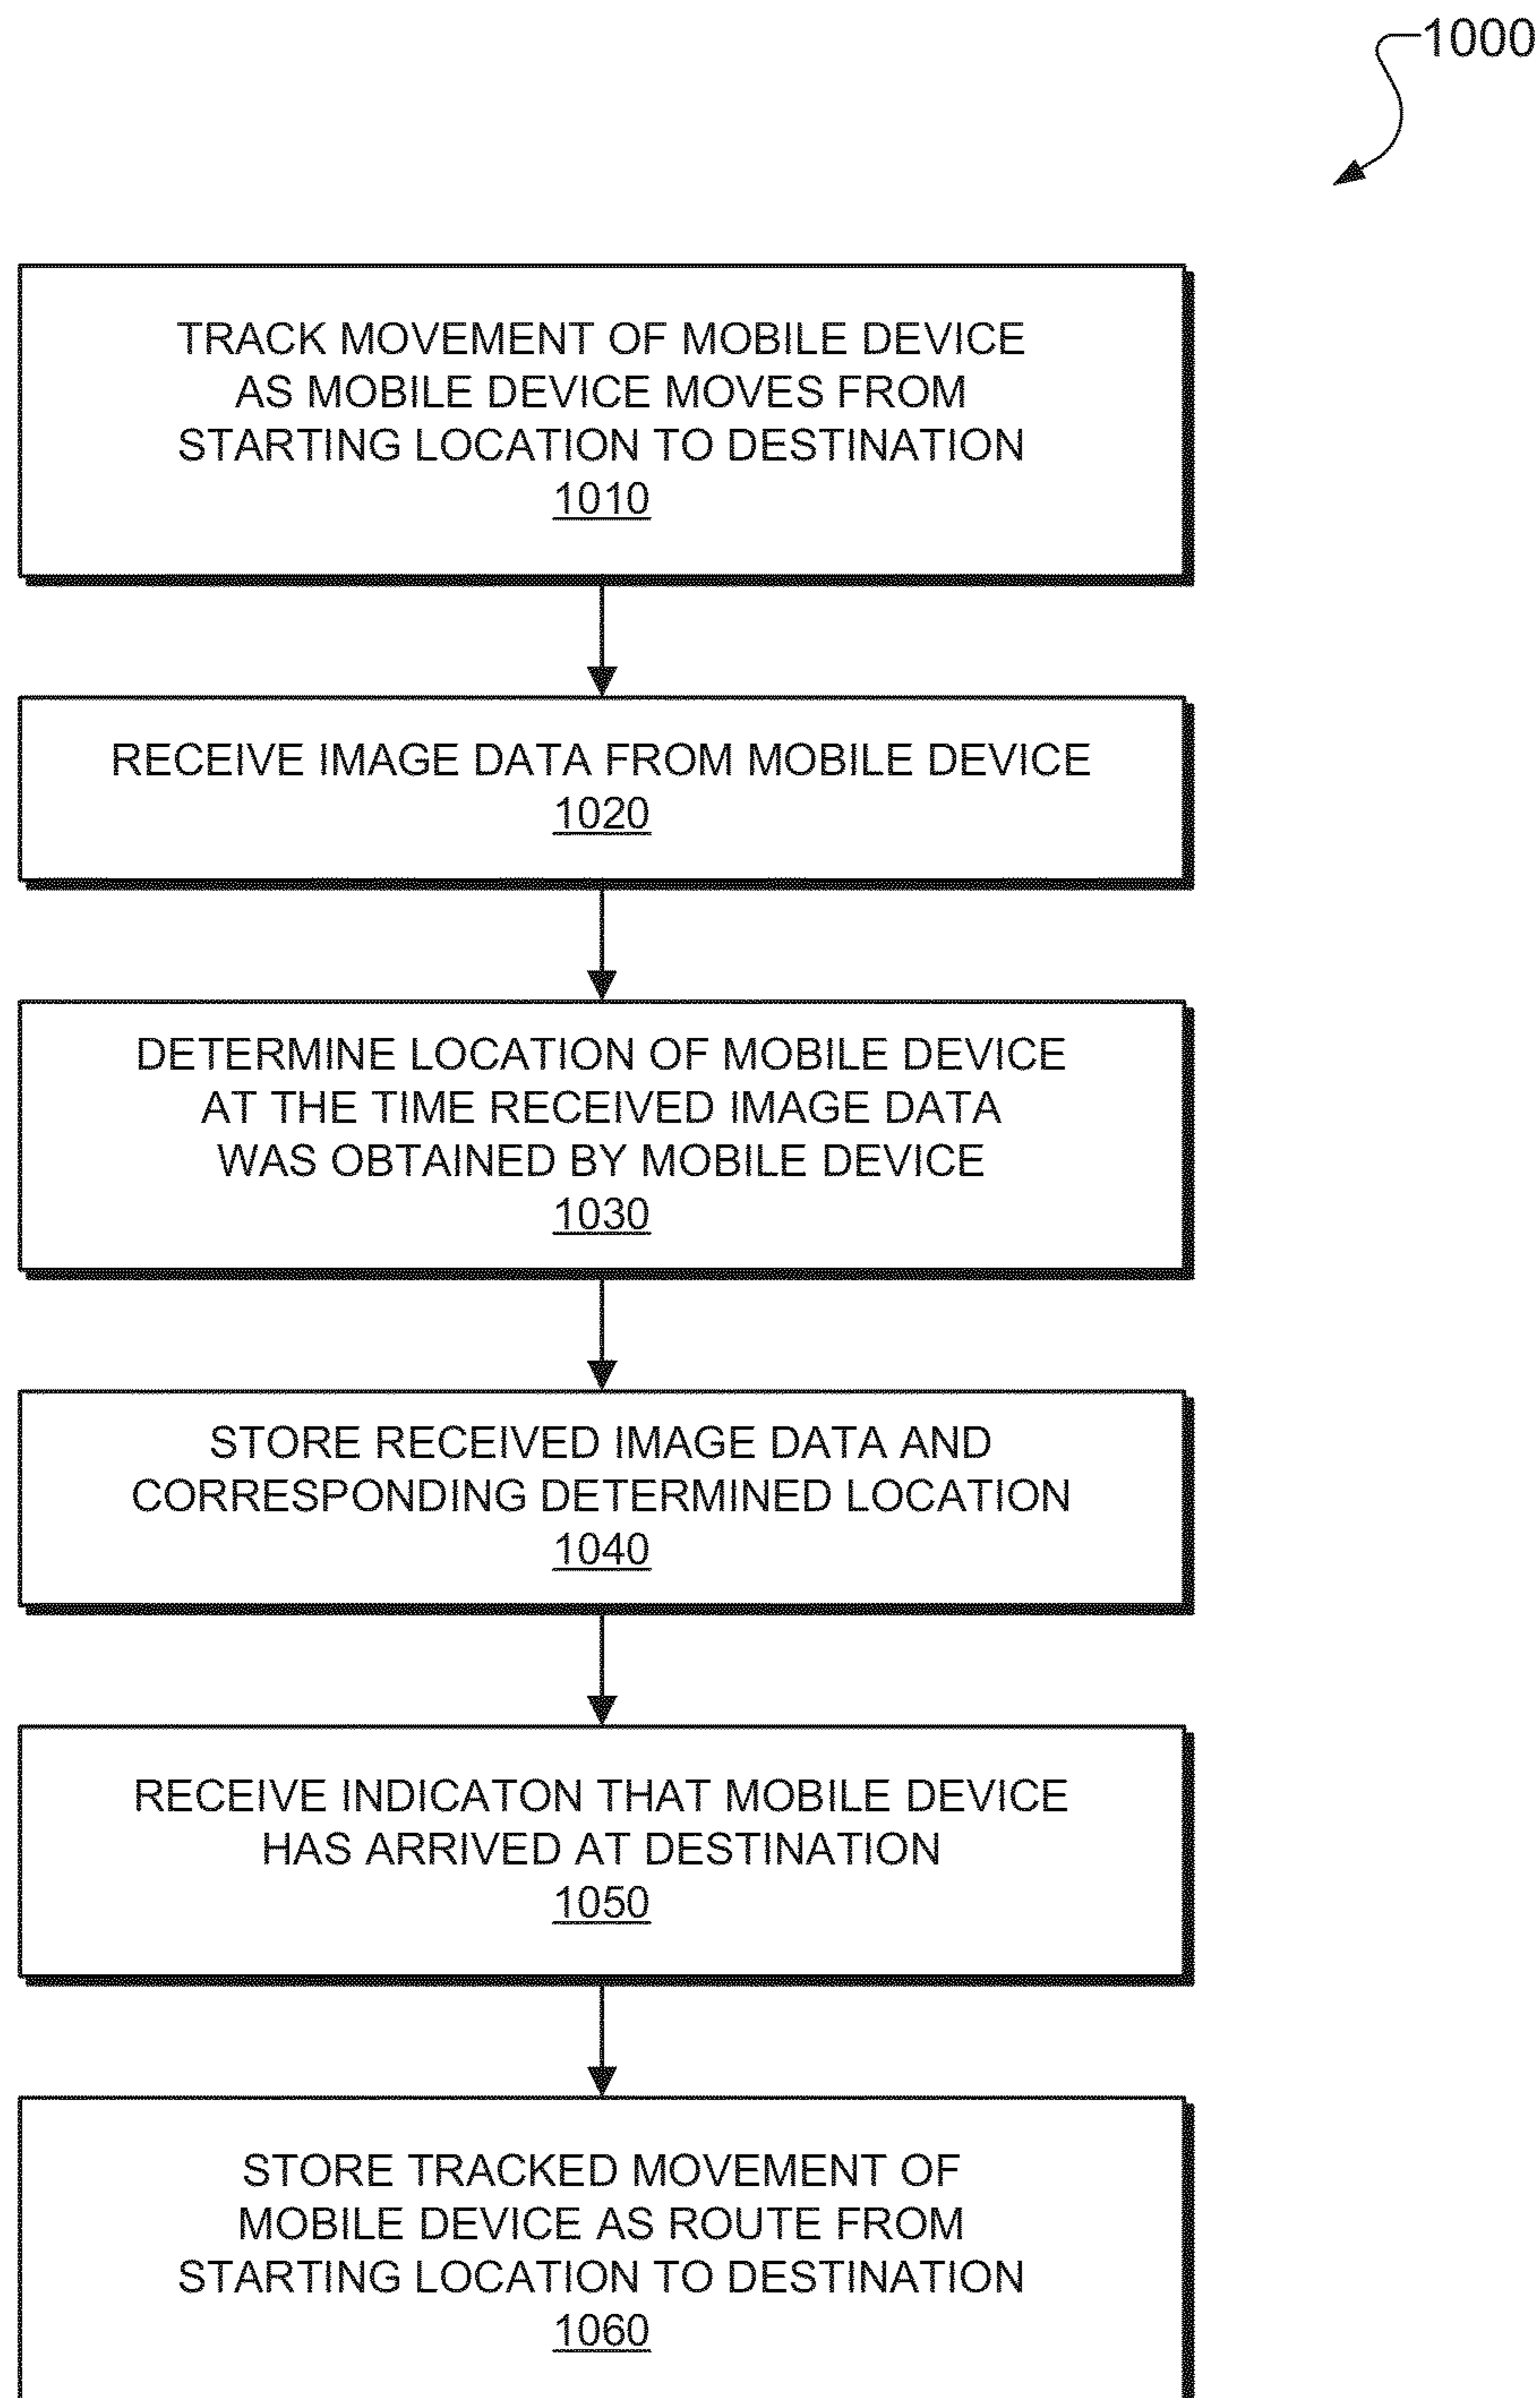 1000
TRACK MOVEMENT OF MOBILE DEVICE
AS MOBILE DEVICE MOVES FROM
STARTING LOCATION TO DESTINATION
1010
RECEIVE IMAGE DATA FROM MOBILE DEVICE
1020
DETERMINE LOCATION OF MOBILE DEVICE
AT THE TIME RECEIVED IMAGE DATA
WAS OBTAINED BY MOBILE DEVICE
1030
STORE RECEIVED IMAGE DATA AND
CORRESPONDING DETERMINED LOCATION
1040
RECEIVE INDICATON THAT MOBILE DEVICE
HAS ARRIVED AT DESTINATION
1050
STORE TRACKED MOVEMENT OF
MOBILE DEVICE AS ROUTE FROM
STARTING LOCATION TO DESTINATION
1060